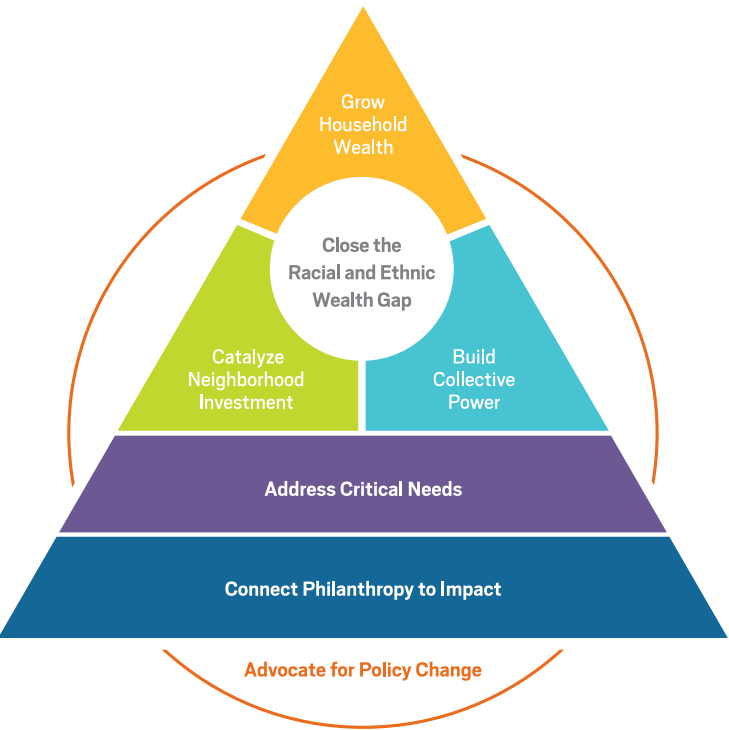 Grow
Household
Wealth
Close the
Racial and Ethnic
Wealth Gap
Catalyze
Neighborhood
Investment
Build
Collective
Power
Address Critical Needs
Connect Philanthropy to Impact
Advocate for Policy Change